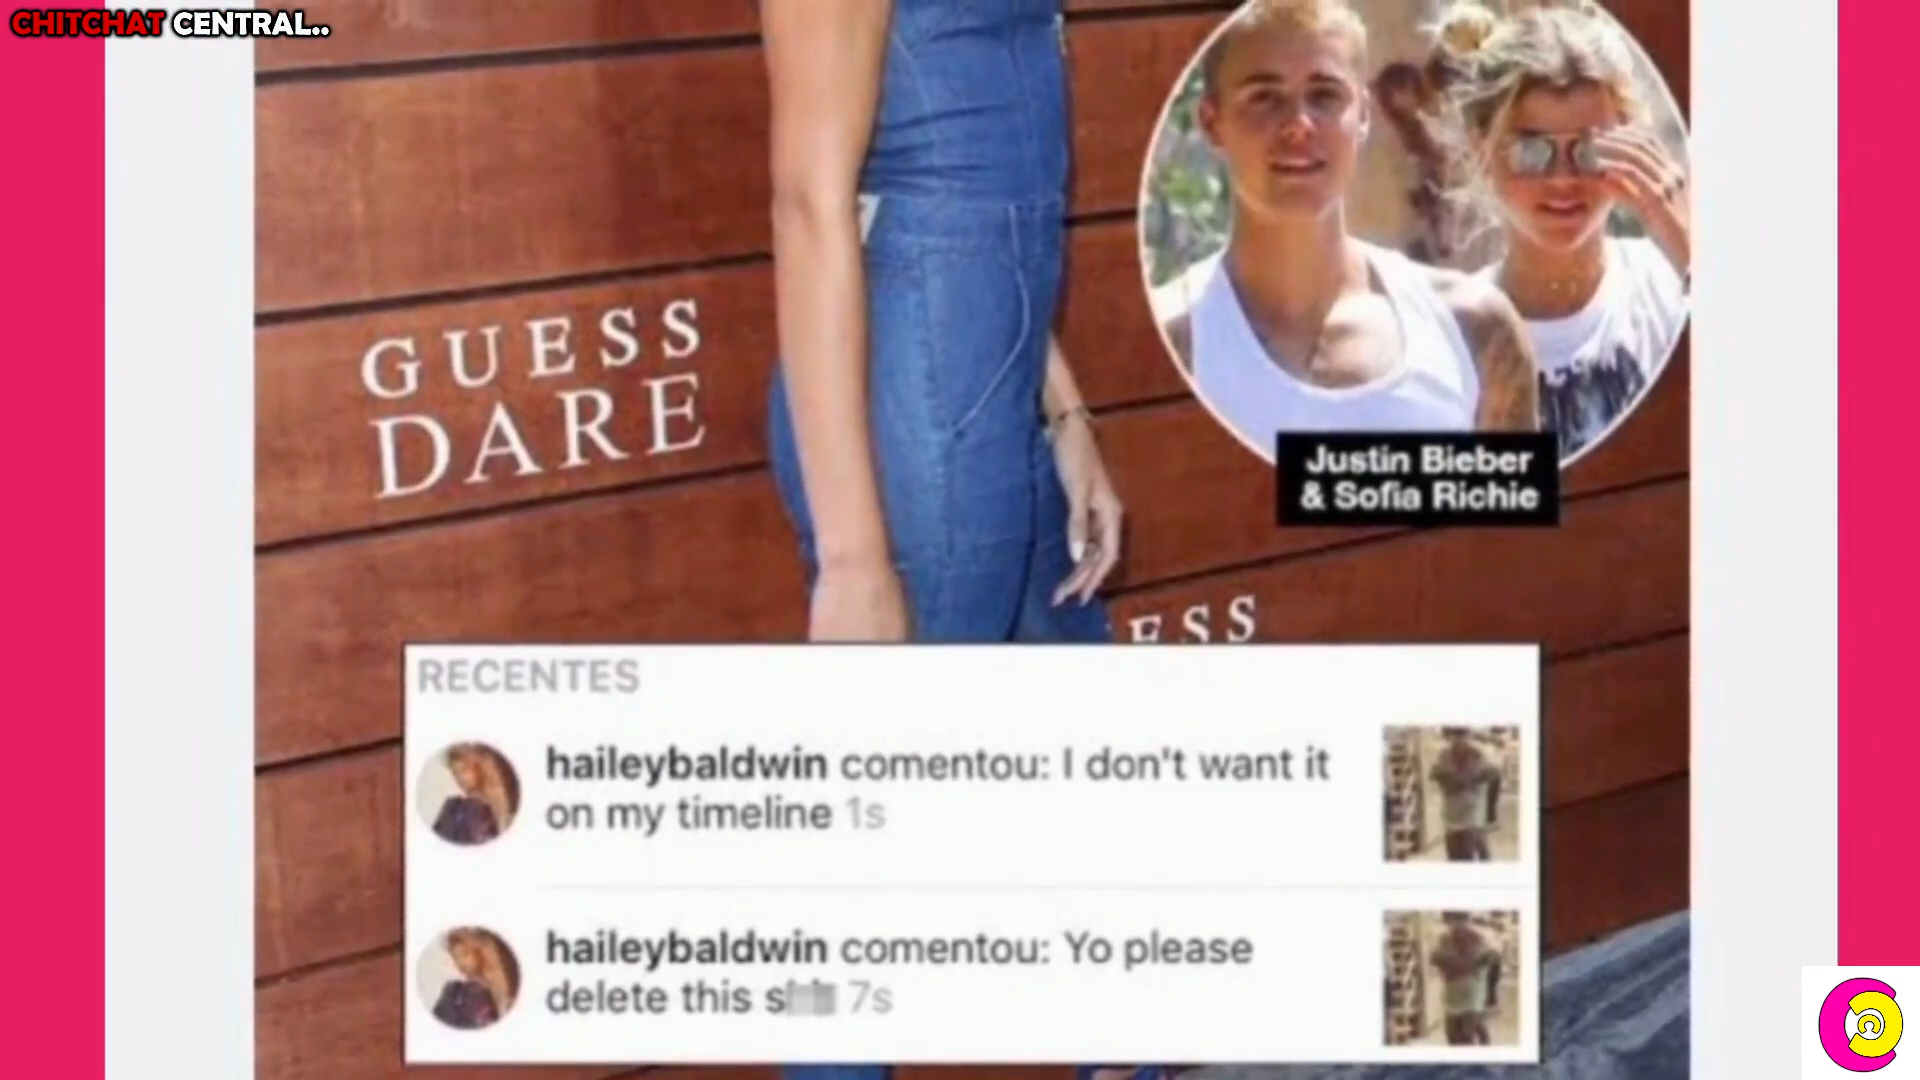 CHITCHAT CENTRAL..
GUESS
DARE
Justin Bieber
& Sofia Richie
ESS
RECENTES
haileybaldwin comentou: I don't want it
on my timeline 1s
haileybaldwin comentou: Yo please
delete this s 7s